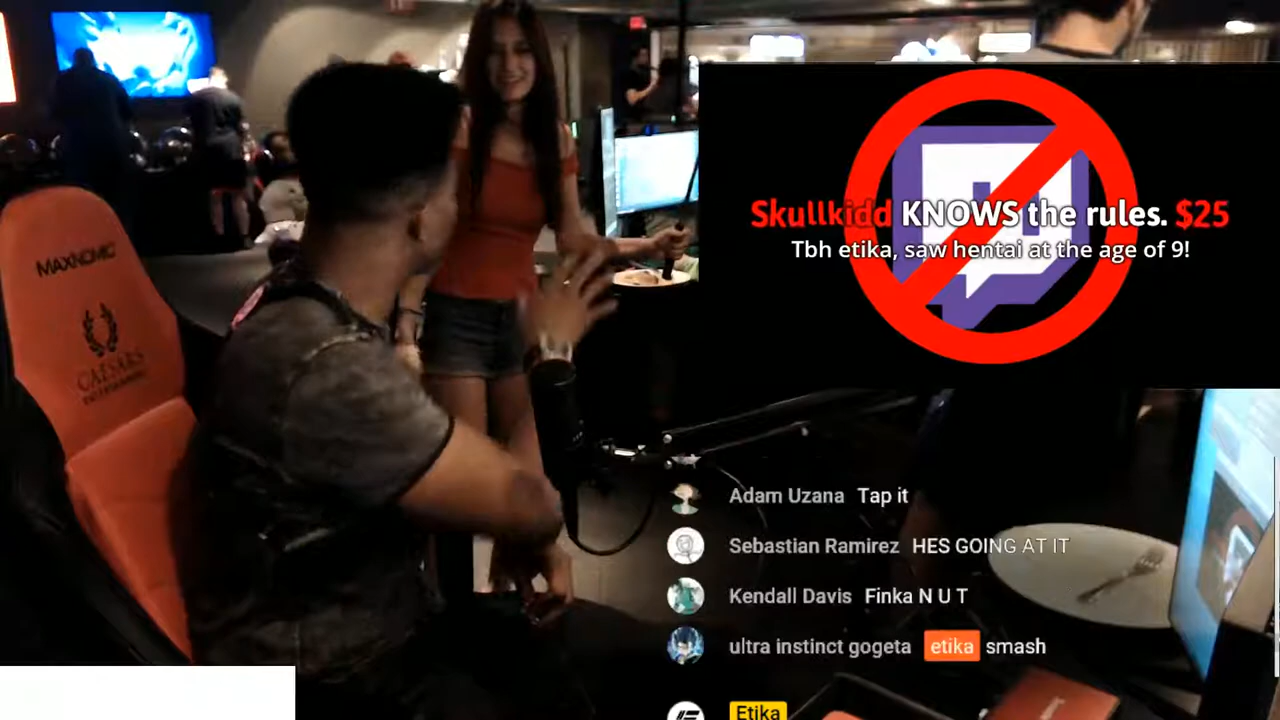 MAXNOMIC
CAESARS
ENTERTAINMENT
Skullkidd KNOWS the rules. $25
Tbh etika, saw hentai at the age of 9!
Adam Uzana Tap it
Sebastian Ramirez HES GOING AT IT
Kendall Davis Finka N U T
ultra instinct gogeta etika smash
Etika